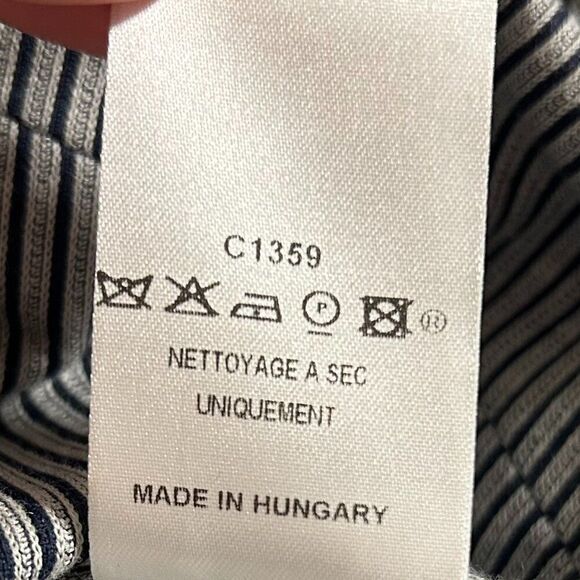 C1359
P ®
NETTOYAGE A SEC
UNIQUEMENT
MADE IN HUNGARY